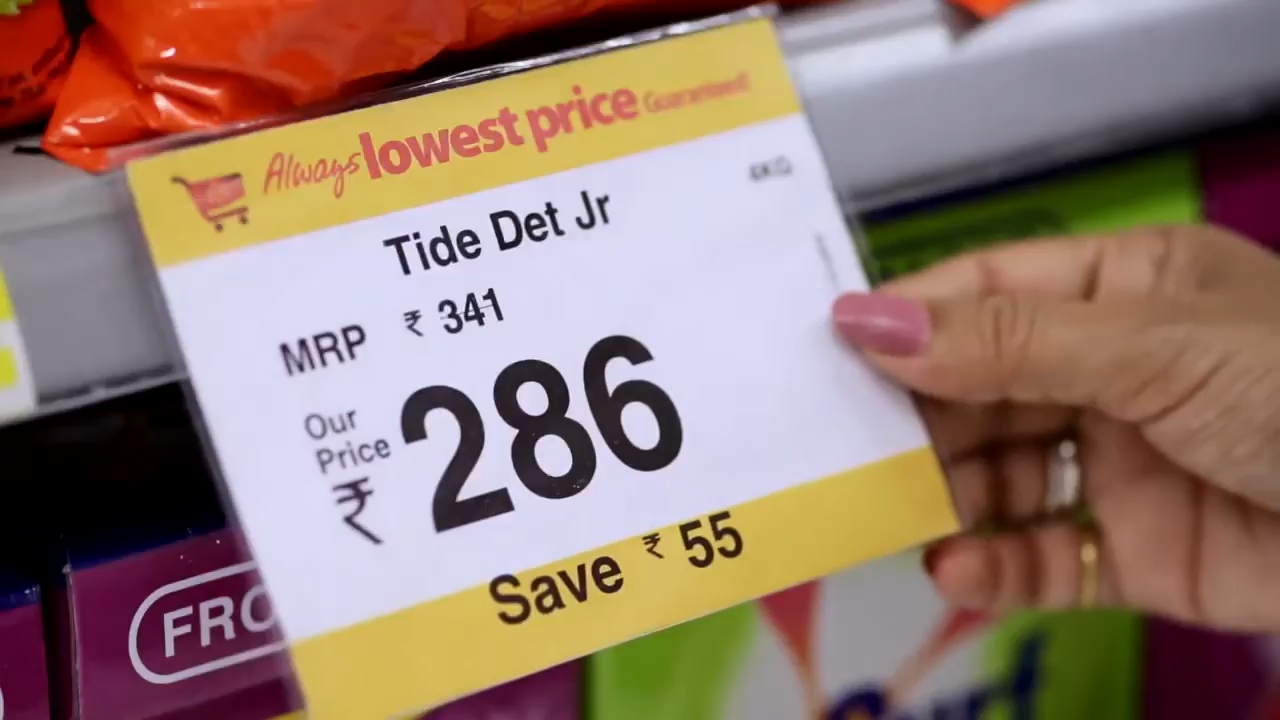 Always lowest price Guaranteed
4KG
Tide Det Jr
MRP ₹ 341
Our Price ₹ 286
Save ₹ 55
FRO